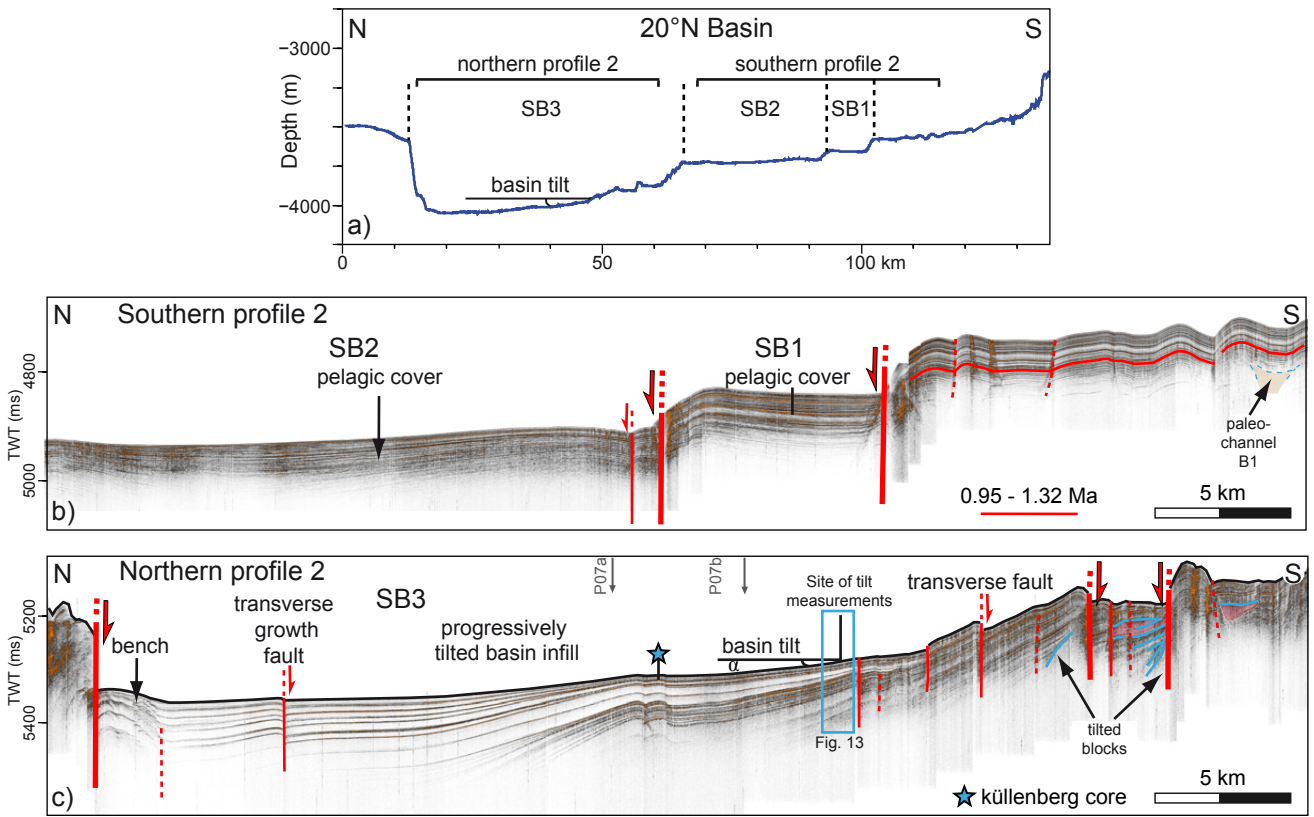 N 20°N Basin S
−3000
northern profile 2 southern profile 2
SB3 SB2 SB1
Depth (m)
basin tilt
−4000
a)
0 50 100 km
N Southern profile 2 S
SB2 SB1
pelagic cover pelagic cover
4800
TWT (ms)
5000
paleo-
channel
B1
0.95 - 1.32 Ma
5 km
b)
N Northern profile 2 S
P07a P07b
SB3
Site of tilt
measurements
transverse fault
5200
TWT (ms)
5400
bench
transverse
growth
fault
progressively
tilted basin infill
basin tilt
α
Fig. 13
tilted
blocks
5 km
c)
küllenberg core